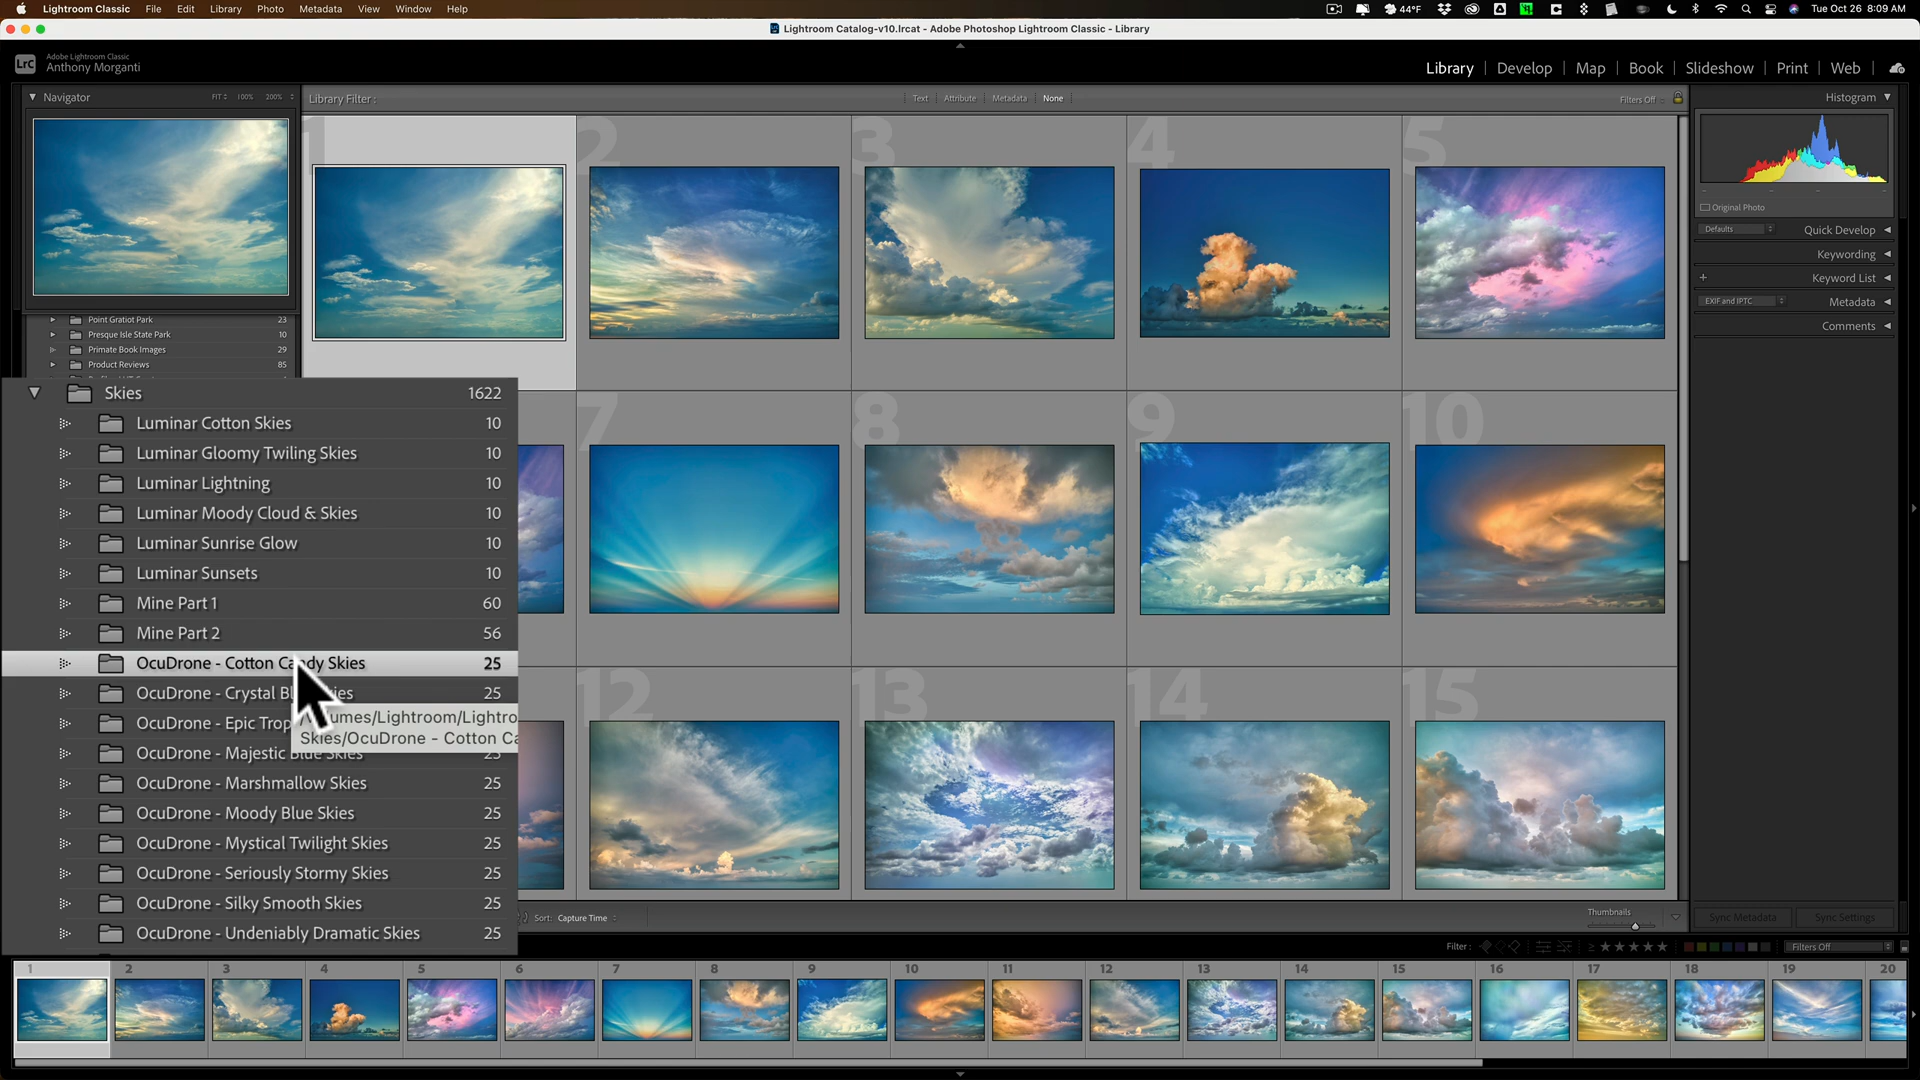 Lightroom Classic File Edit Library Photo Metadata View Window Help 44°F Tue Oct 26 8:09 AM
Lightroom Catalog-v10.lrcat - Adobe Photoshop Lightroom Classic - Library
LrC
Adobe Lightroom Classic
Anthony Morganti
Library | Develop | Map | Book | Slideshow | Print | Web
Navigator FIT 100% 200%
Library Filter : Text Attribute Metadata None Filters Off
Histogram
Original Photo
Defaults Quick Develop
Keywording
+ Keyword List
EXIF and IPTC Metadata
Comments
1
2
3
4
5
Point Gratiot Park 23
Presque Isle State Park 10
Primate Book Images 29
Product Reviews 85
Skies 1622
Luminar Cotton Skies 10
Luminar Gloomy Twiling Skies 10
Luminar Lightning 10
Luminar Moody Cloud & Skies 10
Luminar Sunrise Glow 10
Luminar Sunsets 10
Mine Part 1 60
Mine Part 2 56
OcuDrone - Cotton Candy Skies 25
OcuDrone - Crystal Bl ies 25
OcuDrone - Epic Trop
umes/Lightroom/Lightro
Skies/OcuDrone - Cotton Ca
OcuDrone - Majestic Blue Skies 25
OcuDrone - Marshmallow Skies 25
OcuDrone - Moody Blue Skies 25
OcuDrone - Mystical Twilight Skies 25
OcuDrone - Seriously Stormy Skies 25
OcuDrone - Silky Smooth Skies 25
OcuDrone - Undeniably Dramatic Skies 25
7
8
9
10
12
13
14
15
Sort: Capture Time
Thumbnails
Sync Metadata Sync Settings
Filter : ≥ ★★★★★ Filters Off
1 2 3 4 5 6 7 8 9 10 11 12 13 14 15 16 17 18 19 20